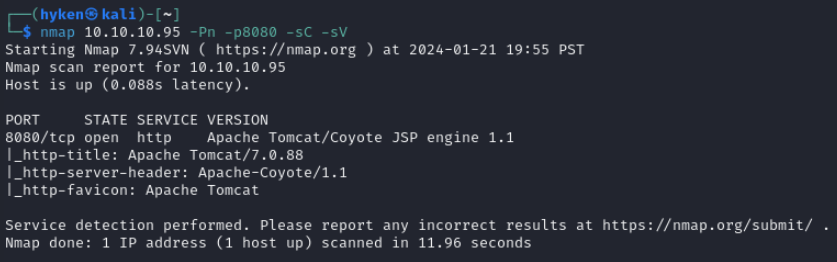 ┌──(hyken㉿kali)-[~]
└─$ nmap 10.10.10.95 -Pn -p8080 -sC -sV
Starting Nmap 7.94SVN ( https://nmap.org ) at 2024-01-21 19:55 PST
Nmap scan report for 10.10.10.95
Host is up (0.088s latency).

PORT     STATE SERVICE VERSION
8080/tcp open  http    Apache Tomcat/Coyote JSP engine 1.1
|_http-title: Apache Tomcat/7.0.88
|_http-server-header: Apache-Coyote/1.1
|_http-favicon: Apache Tomcat

Service detection performed. Please report any incorrect results at https://nmap.org/submit/ .
Nmap done: 1 IP address (1 host up) scanned in 11.96 seconds